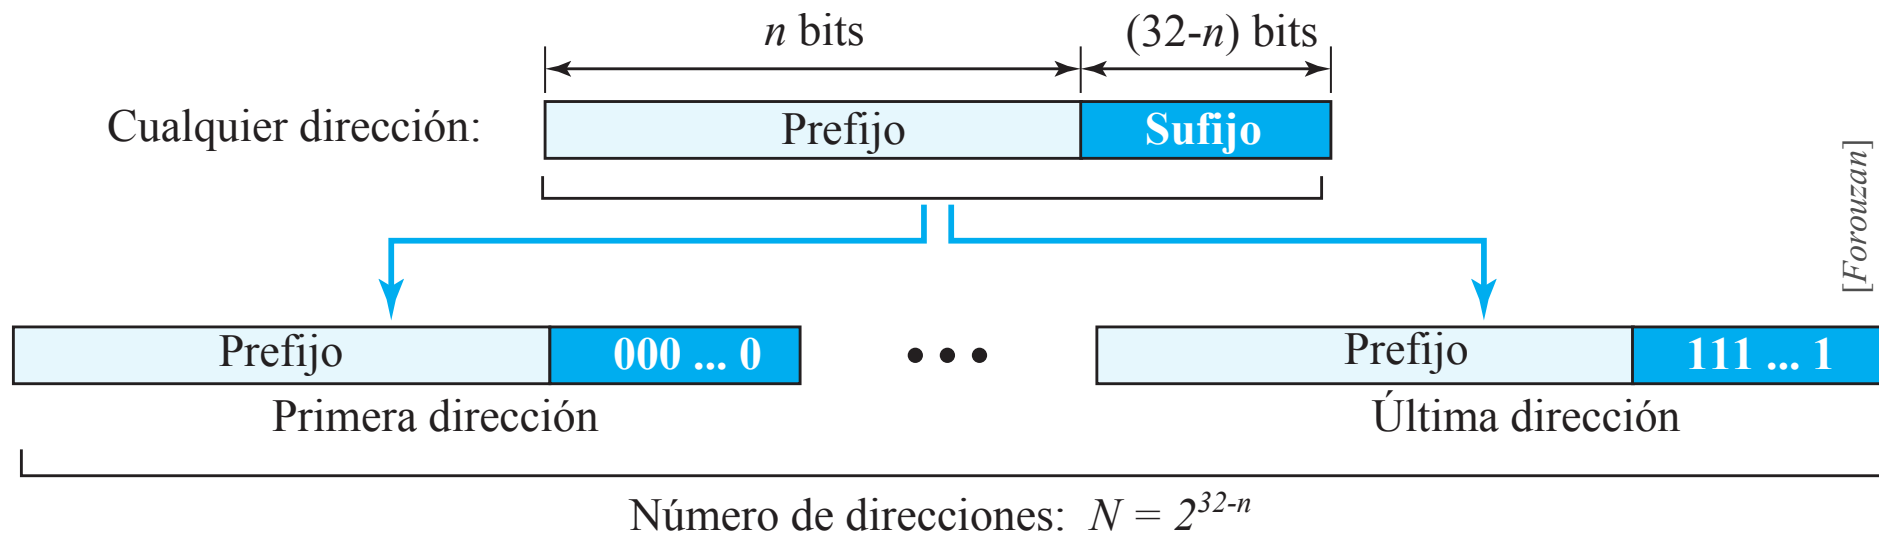 n bits
(32-n) bits
Cualquier dirección:
Prefijo
Sufijo
[Forouzan]
Prefijo
000 ... 0
Prefijo
111 ... 1
Primera dirección
Última dirección
Número de direcciones: N = 2^{32-n}